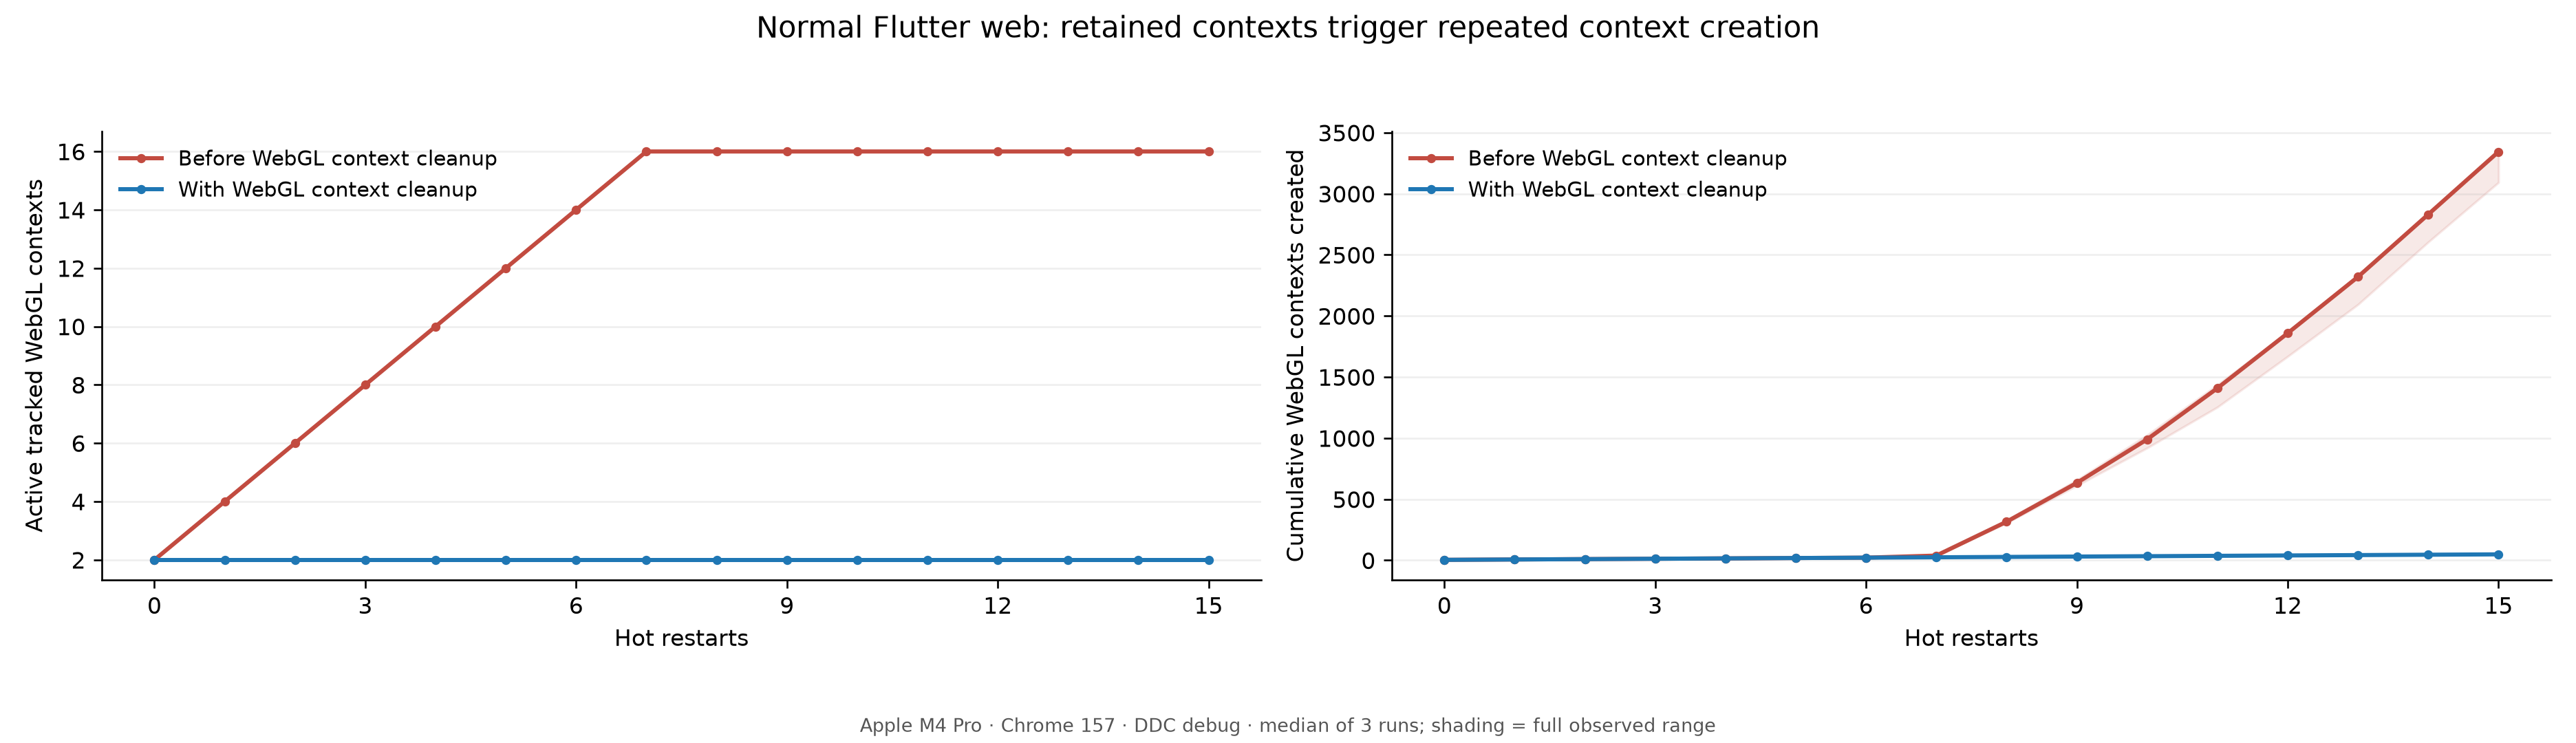 Normal Flutter web: retained contexts trigger repeated context creation
Active tracked WebGL contexts
16
14
12
10
8
6
4
2
Before WebGL context cleanup
With WebGL context cleanup
0
3
6
9
12
15
Hot restarts
Cumulative WebGL contexts created
3500
3000
2500
2000
1500
1000
500
0
Before WebGL context cleanup
With WebGL context cleanup
0
3
6
9
12
15
Hot restarts
Apple M4 Pro · Chrome 157 · DDC debug · median of 3 runs; shading = full observed range